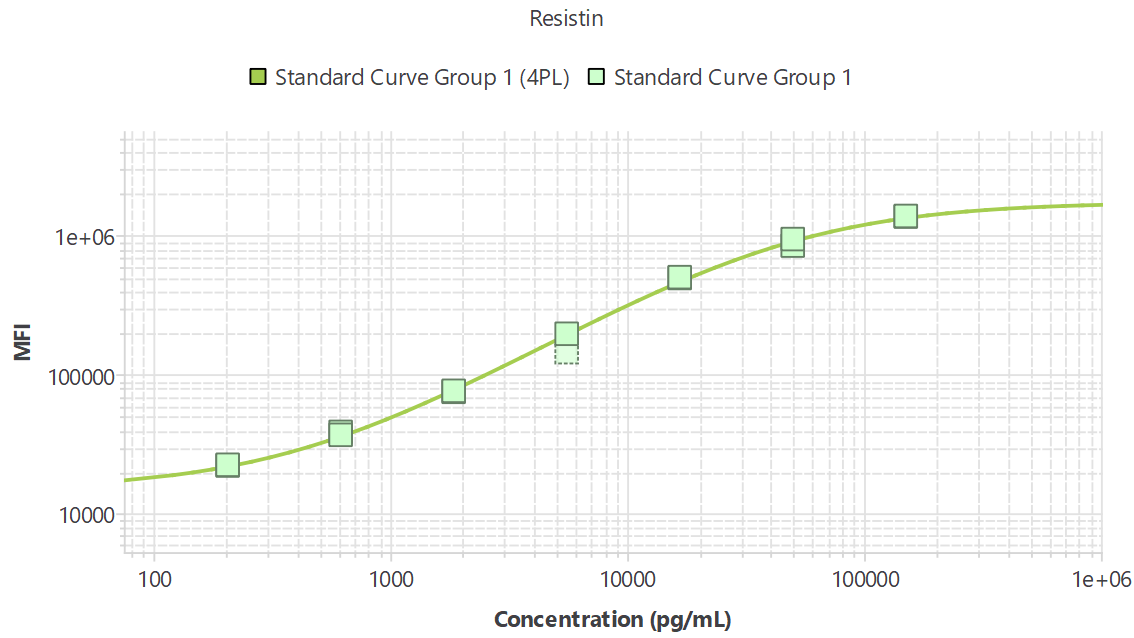 Resistin
Standard Curve Group 1 (4PL) Standard Curve Group 1
1e+06
100000
10000
MFI
100 1000 10000 100000 1e+06
Concentration (pg/mL)